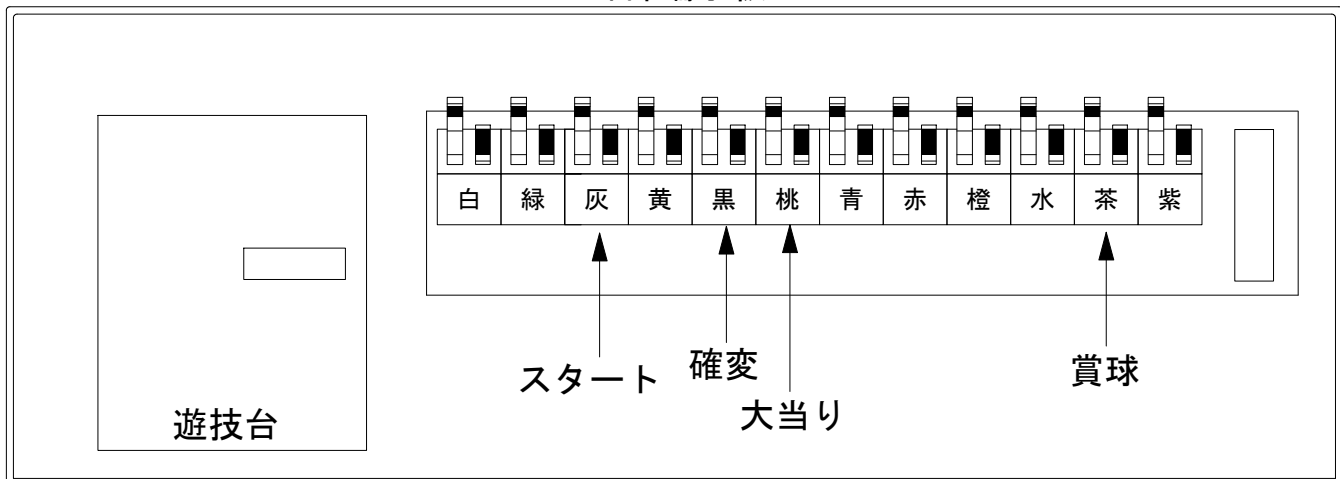 白 緑 灰 黄 黒 桃 青 赤 橙 水 茶 紫
スタート
確変
大当り
賞球
遊技台